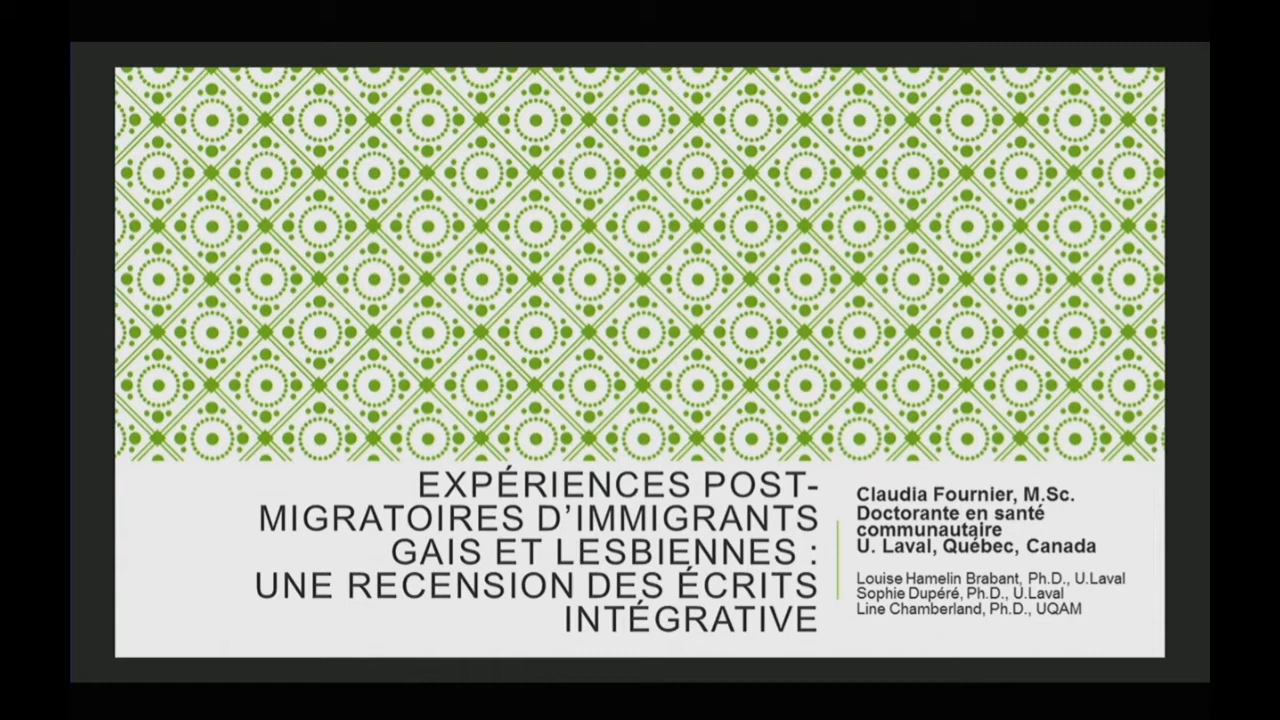 EXPÉRIENCES POST-
MIGRATOIRES D’IMMIGRANTS
GAIS ET LESBIENNES :
UNE RECENSION DES ÉCRITS
INTÉGRATIVE
Claudia Fournier, M.Sc.
Doctorante en santé
communautaire
U. Laval, Québec, Canada
Louise Hamelin Brabant, Ph.D., U.Laval
Sophie Dupéré, Ph.D., U.Laval
Line Chamberland, Ph.D., UQAM